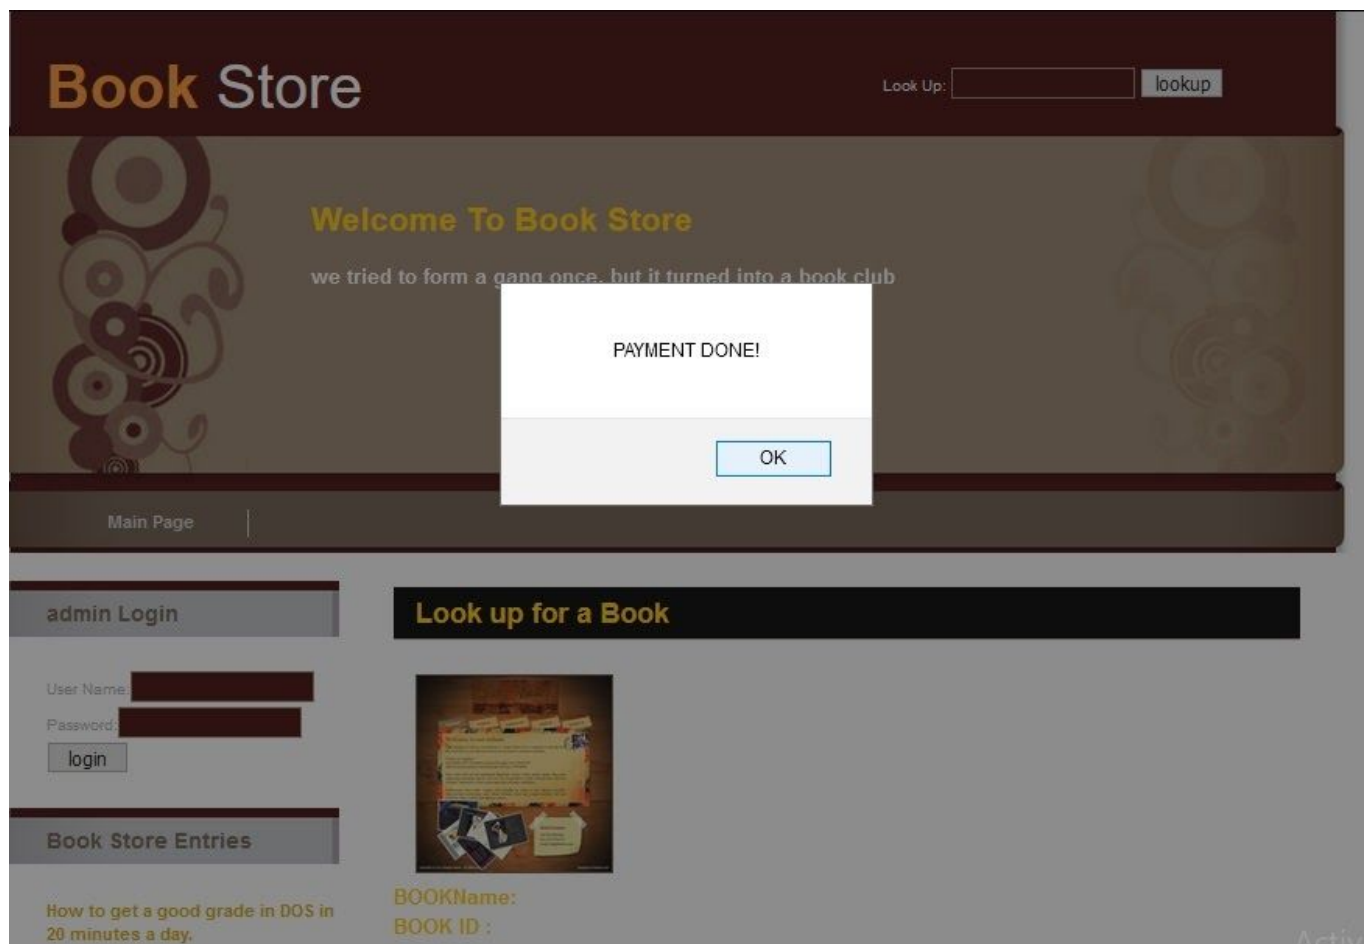 Book Store
Look Up:
lookup
Welcome To Book Store
we tried to form a gang once, but it turned into a book club
PAYMENT DONE!
OK
Main Page
admin Login
User Name:
Password:
login
Book Store Entries
How to get a good grade in DOS in
20 minutes a day.
Look up for a Book
BOOKName:
BOOK ID :